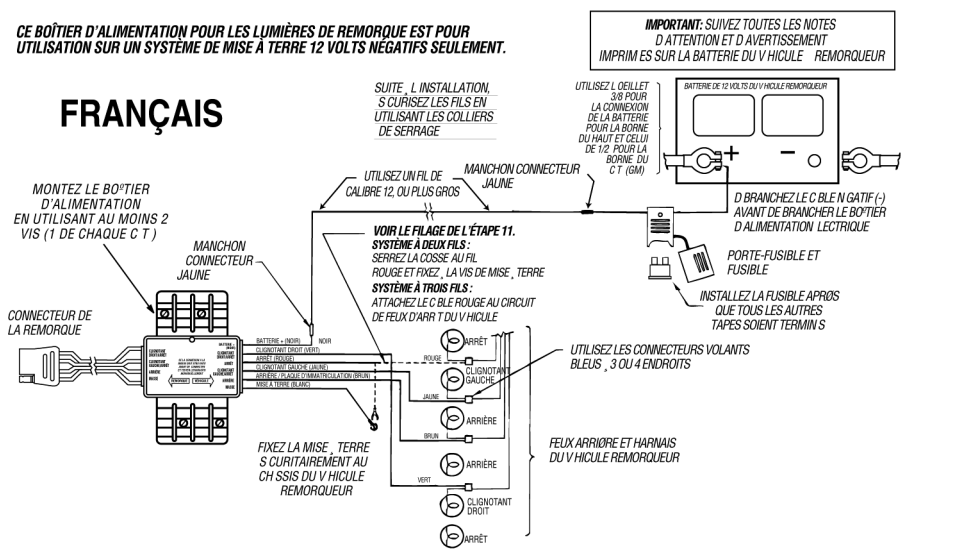 CE BOÎTIER D'ALIMENTATION POUR LES LUMIÈRES DE REMORQUE EST POUR
UTILISATION SUR UN SYSTÈME DE MISE À TERRE 12 VOLTS NÉGATIFS SEULEMENT.
IMPORTANT: SUIVEZ TOUTES LES NOTES
D ATTENTION ET D AVERTISSEMENT
IMPRIM ES SUR LA BATTERIE DU V HICULE REMORQUEUR
FRANÇAIS
SUITE ¸ L INSTALLATION,
S CURISEZ LES FILS EN
UTILISANT LES COLLIERS
DE SERRAGE
UTILISEZ L OEILLET
3/8 POUR
LA CONNEXION
DE LA BATTERIE
POUR LA BORNE
DU HAUT ET CELUI
DE 1/2 POUR LA
BORNE DU
C T (GM)
BATTERIE DE 12 VOLTS DU V HICULE REMORQUEUR
+ −
MONTEZ LE BOºTIER
D'ALIMENTATION
EN UTILISANT AU MOINS 2
VIS (1 DE CHAQUE C T )
UTILISEZ UN FIL DE
CALIBRE 12, OU PLUS GROS
MANCHON CONNECTEUR
JAUNE
D BRANCHEZ LE C BLE N GATIF (-)
AVANT DE BRANCHER LE BOºTIER
D ALIMENTATION LECTRIQUE
MANCHON
CONNECTEUR
JAUNE
VOIR LE FILAGE DE L'ÉTAPE 11.
SYSTÈME À DEUX FILS :
SERREZ LA COSSE AU FIL
ROUGE ET FIXEZ ¸ LA VIS DE MISE ¸ TERRE
SYSTÈME À TROIS FILS :
ATTACHEZ LE C BLE ROUGE AU CIRCUIT
DE FEUX D'ARR T DU V HICULE
PORTE-FUSIBLE ET
FUSIBLE
INSTALLEZ LA FUSIBLE APRØS
QUE TOUS LES AUTRES
TAPES SOIENT TERMIN S
CONNECTEUR DE
LA REMORQUE
BATTERIE + (NOIR) NOIR
CLIGNOTANT DROIT (VERT)
ARRÊT (ROUGE)
CLIGNOTANT GAUCHE (JAUNE)
ARRIÈRE / PLAQUE D'IMMATRICULATION (BRUN)
MISE À TERRE (BLANC)
REMORQUE VÉHICULE
ROUGE
ARRÊT
CLIGNOTANT
GAUCHE
JAUNE
ARRIÈRE
BRUN
ARRIÈRE
VERT
CLIGNOTANT
DROIT
ARRÊT
UTILISEZ LES CONNECTEURS VOLANTS
BLEUS ¸ 3 OU 4 ENDROITS
FEUX ARRIØRE ET HARNAIS
DU V HICULE REMORQUEUR
FIXEZ LA MISE ¸ TERRE
S CURITAIREMENT AU
CH SSIS DU V HICULE
REMORQUEUR